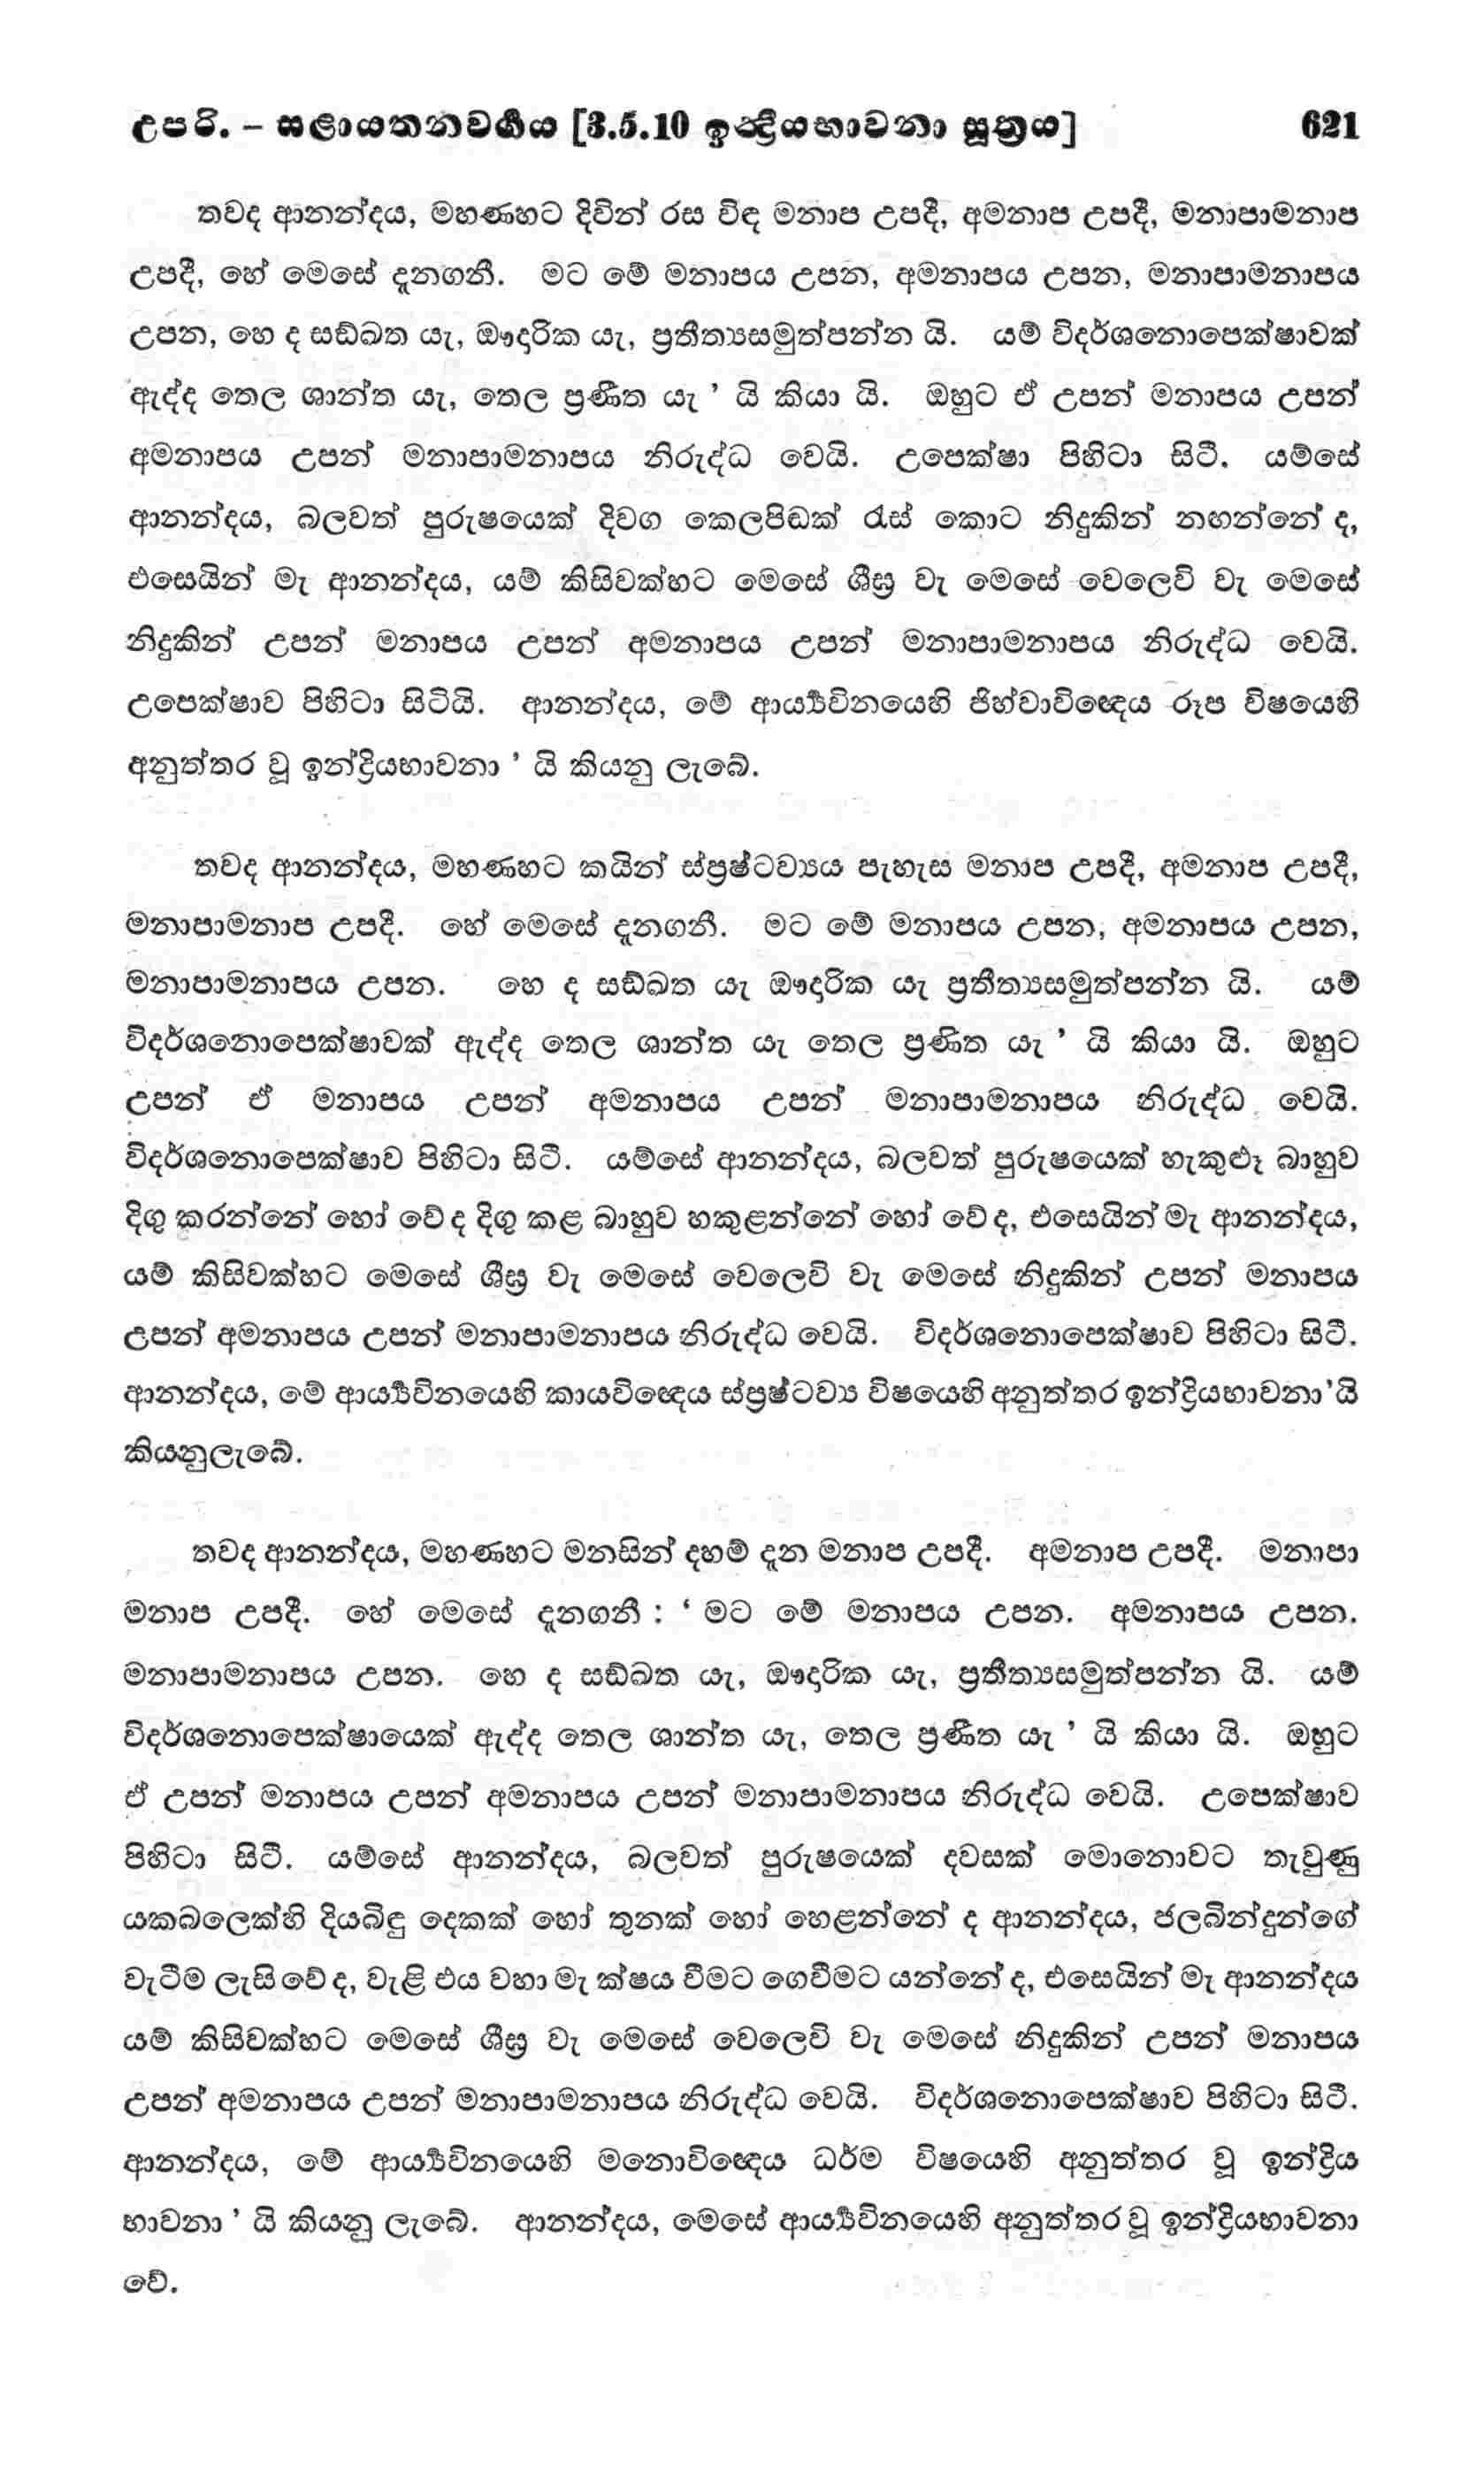 උපරි. – සළායතනවර්‍ගය [3.5.10 ඉන්‍ද්‍රියභාවනා සූත්‍රය] 621
තවද ආනන්දය, මහණහට දිවින් රස විඳ මනාප උපදී, අමනාප උපදී, මනාපාමනාප
උපදී, හේ මෙසේ දැනගනී. මට මේ මනාපය උපන, අමනාපය උපන, මනාපාමනාපය
උපන, හෙ ද සඞ්ඛත යැ, ඖදාරික යැ, ප්‍රතීත්‍යසමුත්පන්න යි. යම් විදර්ශනොපෙක්ෂාවක්
ඇද්ද තෙල ශාන්ත යැ, තෙල ප්‍රණීත යැ ’ යි කියා යි. ඔහුට ඒ උපන් මනාපය උපන්
අමනාපය උපන් මනාපාමනාපය නිරුද්ධ වෙයි. උපෙක්ෂා පිහිටා සිටී. යම්සේ
ආනන්දය, බලවත් පුරුෂයෙක් දිවග කෙලපිඩක් රැස් කොට නිදුකින් නඟන්නේ ද,
එසෙයින් මැ ආනන්දය, යම් කිසිවක්හට මෙසේ ශීඝ්‍ර වැ මෙසේ වෙලෙවි වැ මෙසේ
නිදුකින් උපන් මනාපය උපන් අමනාපය උපන් මනාපාමනාපය නිරුද්ධ වෙයි.
උපෙක්ෂාව පිහිටා සිටියි. ආනන්දය, මේ ආර්‍ය්‍යවිනයෙහි ජිහ්වාවිඥෙය රූප විෂයෙහි
අනුත්තර වූ ඉන්ද්‍රියභාවනා ’ යි කියනු ලැබේ.
තවද ආනන්දය, මහණහට කයින් ස්ප්‍රෂ්ටව්‍යය පැහැස මනාප උපදී, අමනාප උපදී,
මනාපාමනාප උපදී. හේ මෙසේ දැනගනී. මට මේ මනාපය උපන, අමනාපය උපන,
මනාපාමනාපය උපන. හෙ ද සඞ්ඛත යැ ඖදාරික යැ ප්‍රතීත්‍යසමුත්පන්න යි. යම්
විදර්ශනොපෙක්ෂාවක් ඇද්ද තෙල ශාන්ත යැ තෙල ප්‍රණීත යැ ’ යි කියා යි. ඔහුට
උපන් ඒ මනාපය උපන් අමනාපය උපන් මනාපාමනාපය නිරුද්ධ වෙයි.
විදර්ශනොපෙක්ෂාව පිහිටා සිටී. යම්සේ ආනන්දය, බලවත් පුරුෂයෙක් හැකුළූ බාහුව
දිගු කරන්නේ හෝ වේ ද දිගු කළ බාහුව හකුළන්නේ හෝ වේ ද, එසෙයින් මැ ආනන්දය,
යම් කිසිවක්හට මෙසේ ශීඝ්‍ර වැ මෙසේ වෙලෙවි වැ මෙසේ නිදුකින් උපන් මනාපය
උපන් අමනාපය උපන් මනාපාමනාපය නිරුද්ධ වෙයි. විදර්ශනොපෙක්ෂාව පිහිටා සිටී.
ආනන්දය, මේ ආර්‍ය්‍යවිනයෙහි කායවිඥෙය ස්ප්‍රෂ්ටව්‍ය විෂයෙහි අනුත්තර ඉන්ද්‍රියභාවනා’යි
කියනුලැබේ.
තවද ආනන්දය, මහණහට මනසින් දහම් දැන මනාප උපදී. අමනාප උපදී. මනාපා
මනාප උපදී. හේ මෙසේ දැනගනී : ‘ මට මේ මනාපය උපන. අමනාපය උපන.
මනාපාමනාපය උපන. හෙ ද සඞ්ඛත යැ, ඖදාරික යැ, ප්‍රතීත්‍යසමුත්පන්න යි. යම්
විදර්ශනොපෙක්ෂායෙක් ඇද්ද තෙල ශාන්ත යැ, තෙල ප්‍රණීත යැ ’ යි කියා යි. ඔහුට
ඒ උපන් මනාපය උපන් අමනාපය උපන් මනාපාමනාපය නිරුද්ධ වෙයි. උපෙක්ෂාව
පිහිටා සිටී. යම්සේ ආනන්දය, බලවත් පුරුෂයෙක් දවසක් මොනොවට තැවුණු
යකබලෙක්හි දියබිඳු දෙකක් හෝ තුනක් හෝ හෙළන්නේ ද ආනන්දය, ජලබින්දුන්ගේ
වැටීම ලැසි වේ ද, වැළි එය වහා මැ ක්ෂය වීමට ගෙවීමට යන්නේ ද, එසෙයින් මැ ආනන්දය
යම් කිසිවක්හට මෙසේ ශීඝ්‍ර වැ මෙසේ වෙලෙවි වැ මෙසේ නිදුකින් උපන් මනාපය
උපන් අමනාපය උපන් මනාපාමනාපය නිරුද්ධ වෙයි. විදර්ශනොපෙක්ෂාව පිහිටා සිටී.
ආනන්දය, මේ ආර්‍ය්‍යවිනයෙහි මනොවිඥෙය ධර්ම විෂයෙහි අනුත්තර වූ ඉන්ද්‍රිය
භාවනා ’ යි කියනු ලැබේ. ආනන්දය, මෙසේ ආර්‍ය්‍යවිනයෙහි අනුත්තර වූ ඉන්ද්‍රියභාවනා
වේ.